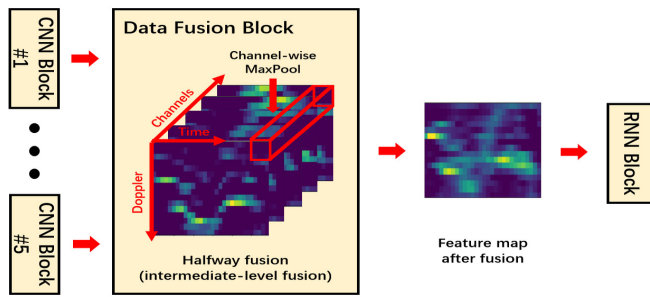 CNN Block
#1
CNN Block
#5
Data Fusion Block
Channel-wise
MaxPool
Channels
Time
Doppler
Halfway fusion
(intermediate-level fusion)
Feature map
after fusion
RNN Block